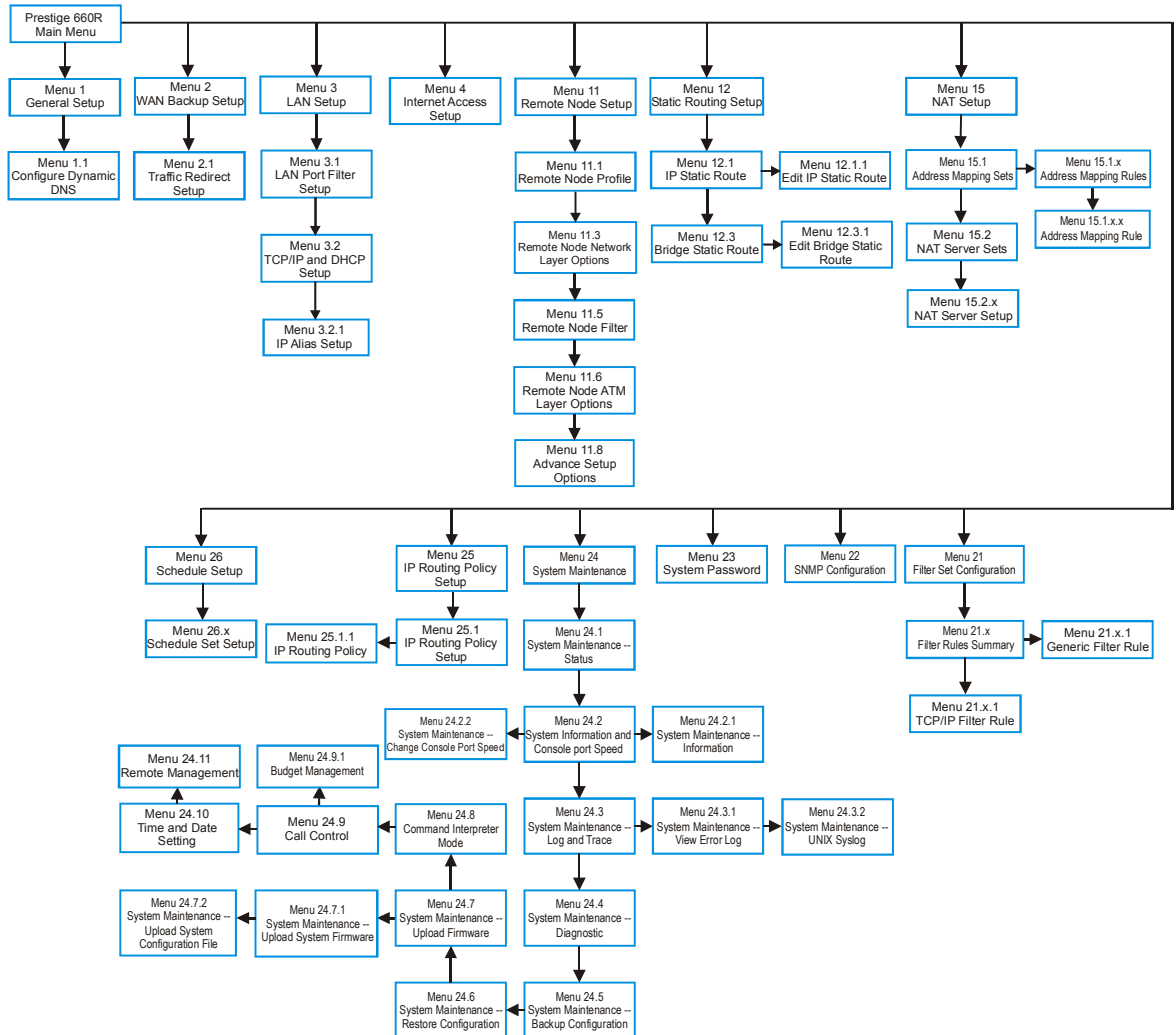 Prestige 660R
Main Menu
Menu 1
General Setup
Menu 2
WAN Backup Setup
Menu 3
LAN Setup
Menu 4
Internet Access
Setup
Menu 11
Remote Node Setup
Menu 12
Static Routing Setup
Menu 15
NAT Setup
Menu 1.1
Configure Dynamic
DNS
Menu 2.1
Traffic Redirect
Setup
Menu 3.1
LAN Port Filter
Setup
Menu 11.1
Remote Node Profile
Menu 12.1
IP Static Route
Menu 12.1.1
Edit IP Static Route
Menu 15.1
Address Mapping Sets
Menu 15.1.x
Address Mapping Rules
Menu 3.2
TCP/IP and DHCP
Setup
Menu 11.3
Remote Node Network
Layer Options
Menu 12.3
Bridge Static Route
Menu 12.3.1
Edit Bridge Static
Route
Menu 15.2
NAT Server Sets
Menu 15.1.x.x
Address Mapping Rule
Menu 3.2.1
IP Alias Setup
Menu 11.5
Remote Node Filter
Menu 15.2.x
NAT Server Setup
Menu 11.6
Remote Node ATM
Layer Options
Menu 11.8
Advance Setup
Options
Menu 26
Schedule Setup
Menu 25
IP Routing Policy
Setup
Menu 24
System Maintenance
Menu 23
System Password
Menu 22
SNMP Configuration
Menu 21
Filter Set Configuration
Menu 26.x
Schedule Set Setup
Menu 25.1.1
IP Routing Policy
Menu 25.1
IP Routing Policy
Setup
Menu 24.1
System Maintenance --
Status
Menu 21.x
Filter Rules Summary
Menu 21.x.1
Generic Filter Rule
Menu 21.x.1
TCP/IP Filter Rule
Menu 24.2.2
System Maintenance --
Change Console Port Speed
Menu 24.2
System Information and
Console port Speed
Menu 24.2.1
System Maintenance --
Information
Menu 24.11
Remote Management
Menu 24.9.1
Budget Management
Menu 24.10
Time and Date
Setting
Menu 24.9
Call Control
Menu 24.8
Command Interpreter
Mode
Menu 24.3
System Maintenance --
Log and Trace
Menu 24.3.1
System Maintenance --
View Error Log
Menu 24.3.2
System Maintenance --
UNIX Syslog
Menu 24.7.2
System Maintenance --
Upload System
Configuration File
Menu 24.7.1
System Maintenance --
Upload System Firmware
Menu 24.7
System Maintenance --
Upload Firmware
Menu 24.4
System Maintenance --
Diagnostic
Menu 24.6
System Maintenance --
Restore Configuration
Menu 24.5
System Maintenance --
Backup Configuration